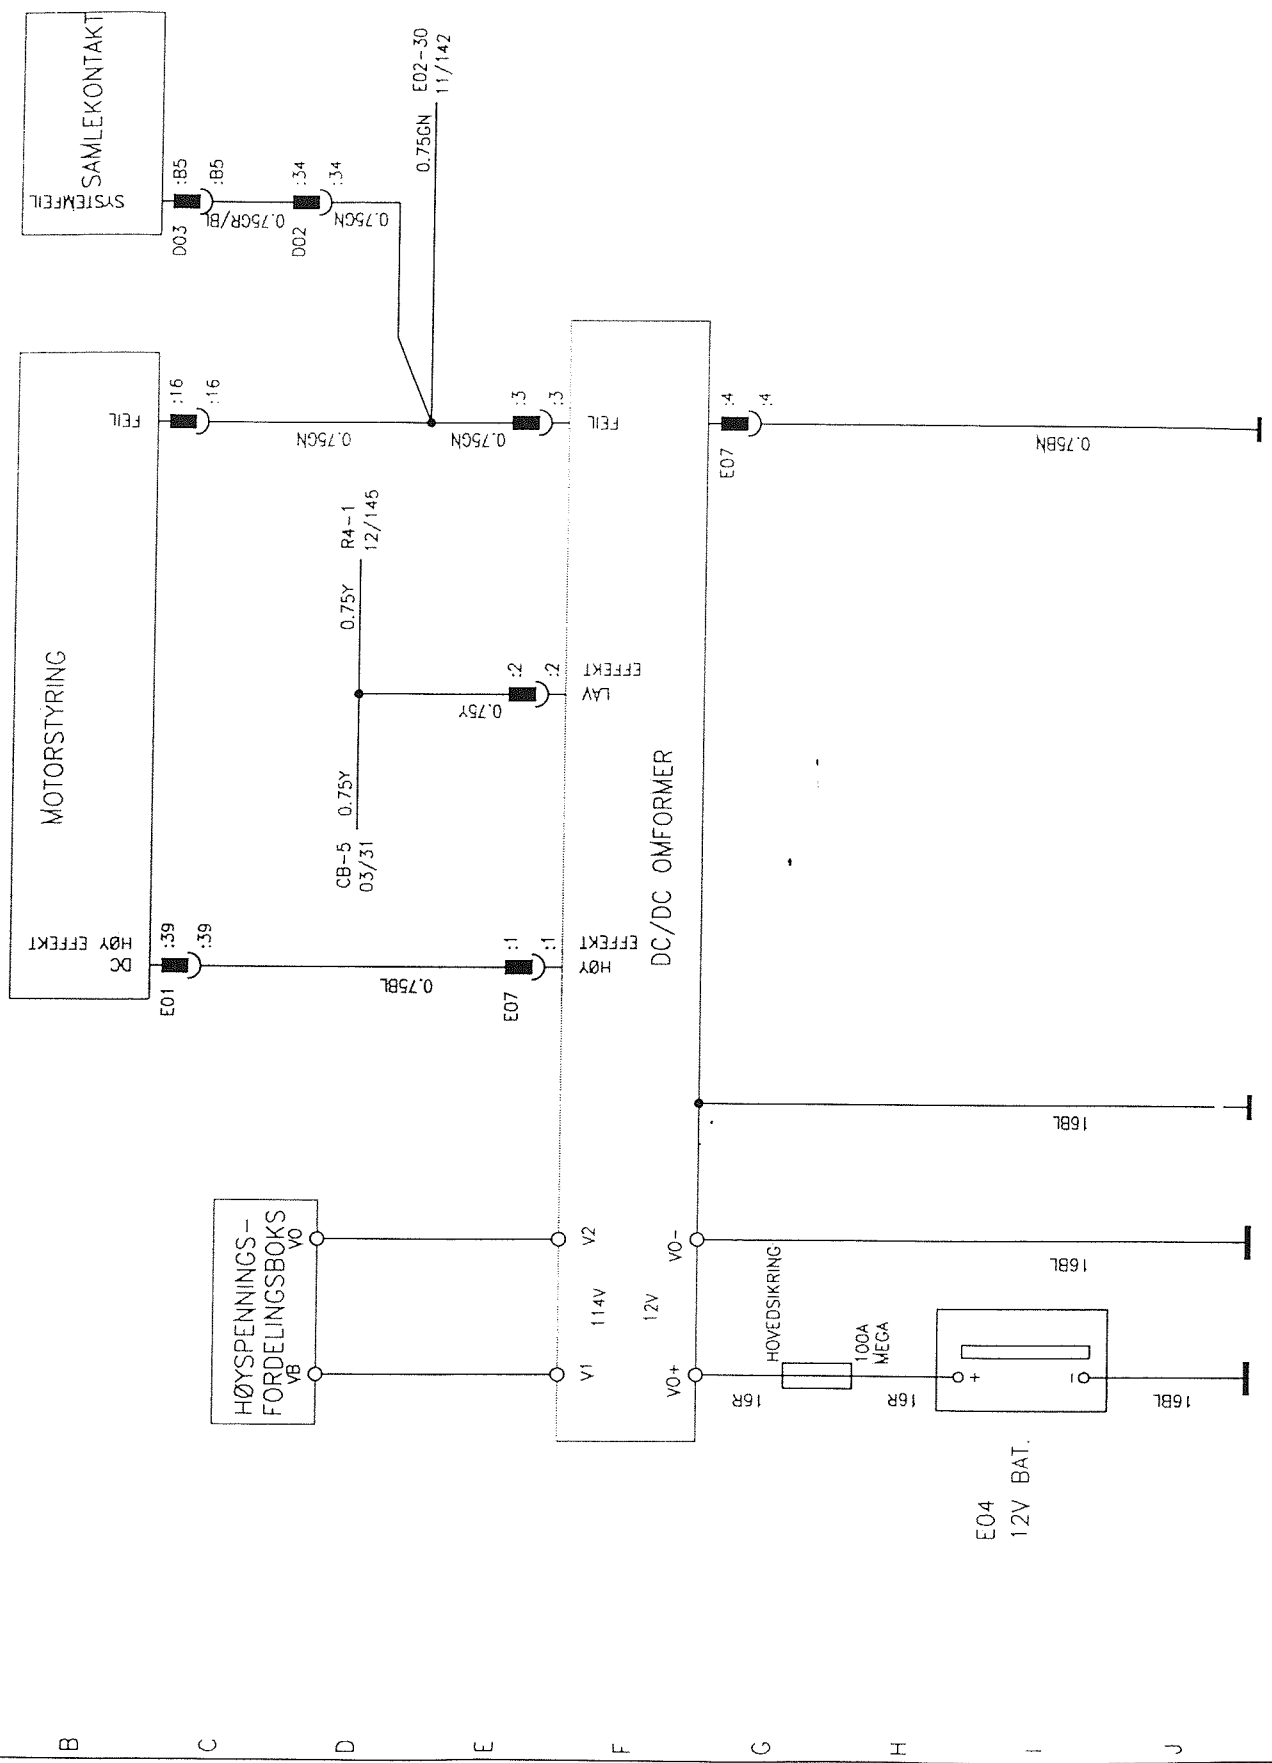 B
C
D
E
F
G
H
I
J
HØYSPENNINGS-
FORDELINGSBOKS
VB
VO
MOTORSTYRING
DC
HØY EFFEKT
FEIL
SAMLEKONTAKT
SYSTEMFEIL
E01
:39
:39
:16
:16
D03
:B5
:B5
0.75GR/BL
D02
:34
:34
0.75GN
0.75GN
E02-30
11/142
0.75BL
CB-5
03/31
0.75Y
0.75Y
R4-1
12/145
0.75Y
0.75GN
0.75GN
E07
:1
:1
:2
:2
:3
:3
V1
V2
114V
12V
VO+
VO-
HØY
EFFEKT
LAV
EFFEKT
FEIL
DC/DC OMFORMER
E07
:4
:4
HOVEDSIKRING
100A
MEGA
16R
16R
+
-
16BL
16BL
16BL
0.75BN
E04
12V BAT.